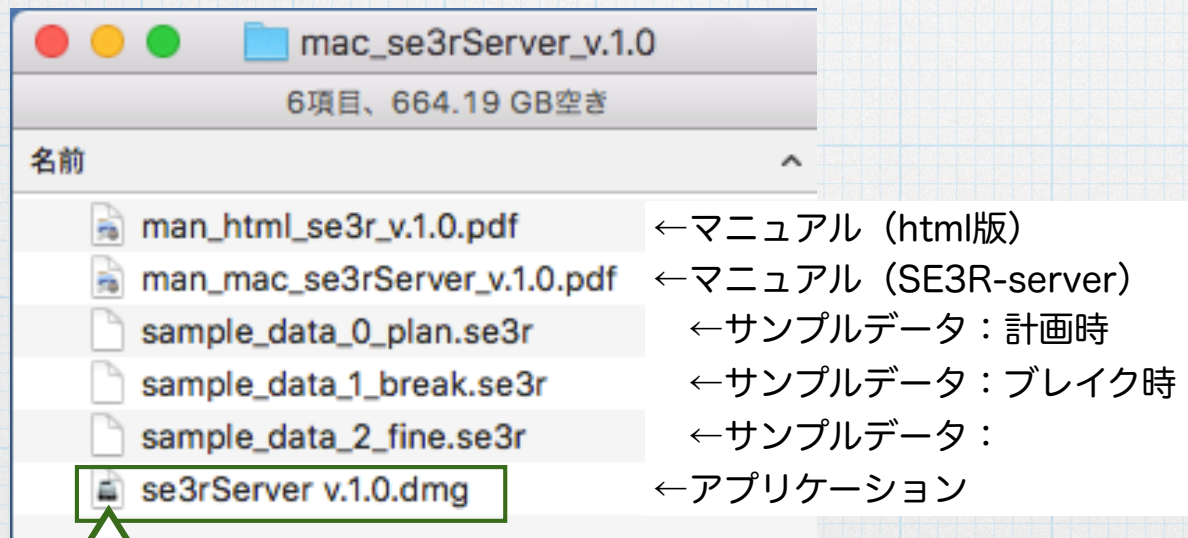 mac_se3rServer_v.1.0
6項目、664.19 GB空き
名前
man_html_se3r_v.1.0.pdf ←マニュアル（html版）
man_mac_se3rServer_v.1.0.pdf ←マニュアル（SE3R-server）
sample_data_0_plan.se3r ←サンプルデータ：計画時
sample_data_1_break.se3r ←サンプルデータ：ブレイク時
sample_data_2_fine.se3r ←サンプルデータ：
se3rServer v.1.0.dmg ←アプリケーション